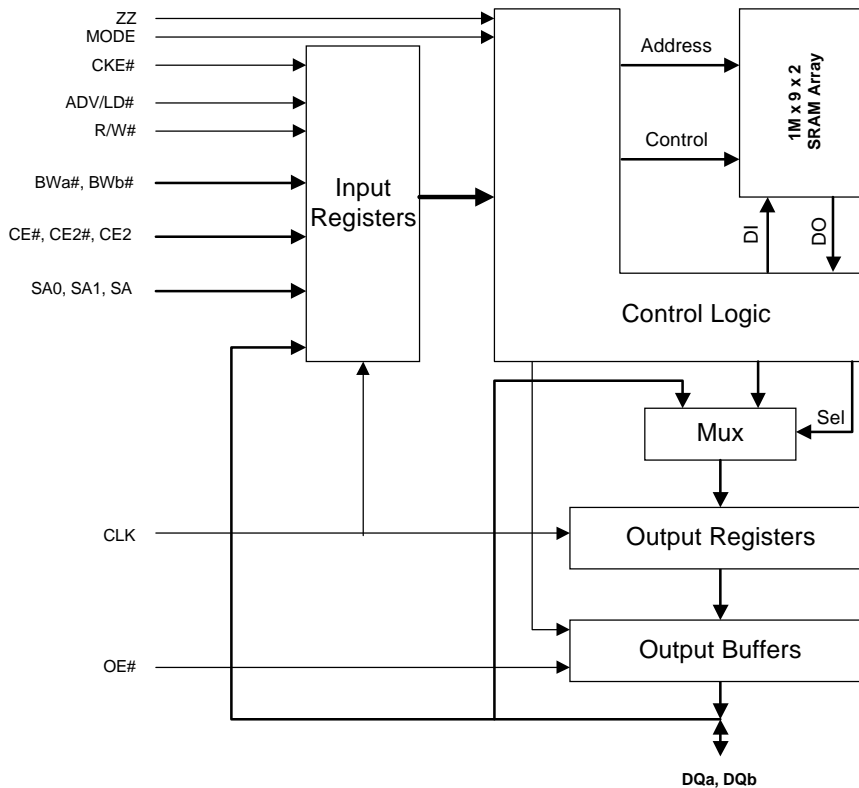 ZZ
MODE
CKE#
ADV/LD#
R/W#
BWa#, BWb#
CE#, CE2#, CE2
SA0, SA1, SA
Input
Registers
Address
Control
1M x 9 x 2
SRAM Array
DI
DO
Control Logic
Sel
Mux
CLK
Output Registers
OE#
Output Buffers
DQa, DQb